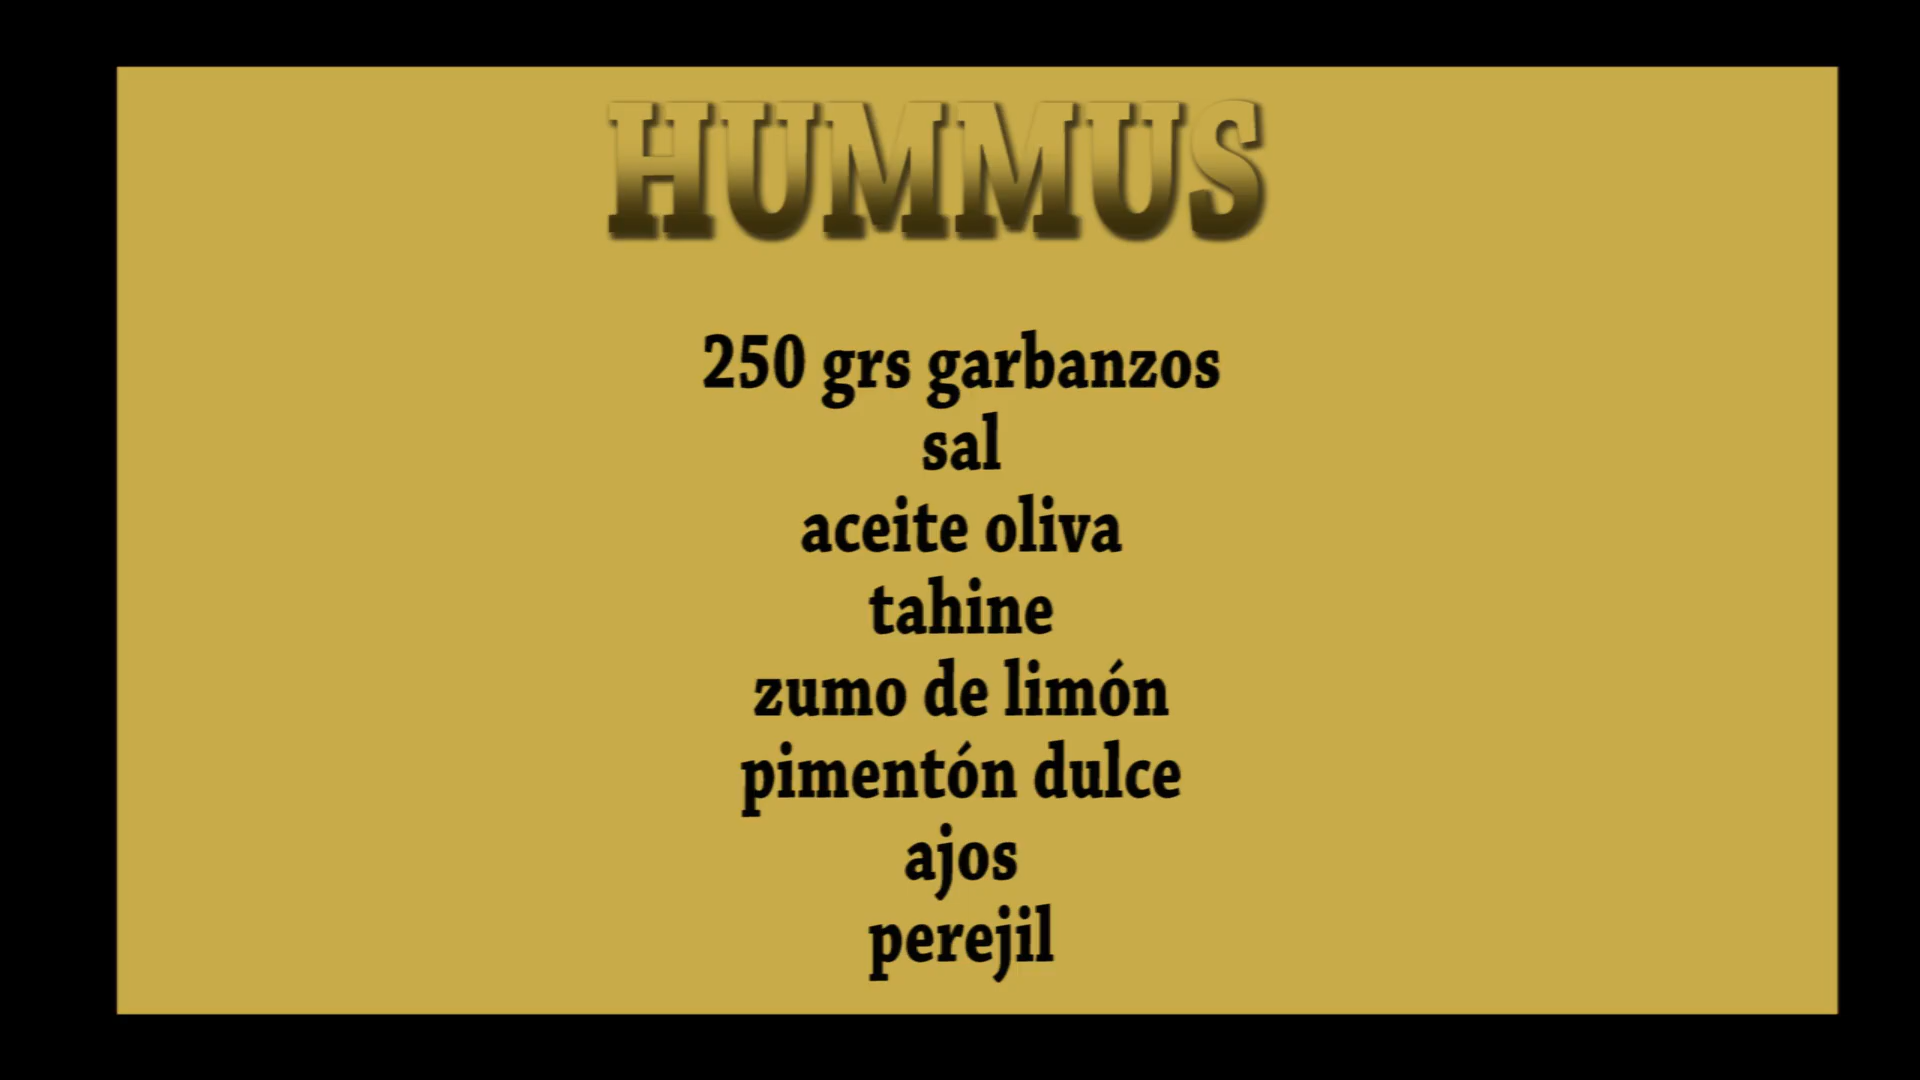 HUMMUS
250 grs garbanzos
sal
aceite oliva
tahine
zumo de limón
pimentón dulce
ajos
perejil